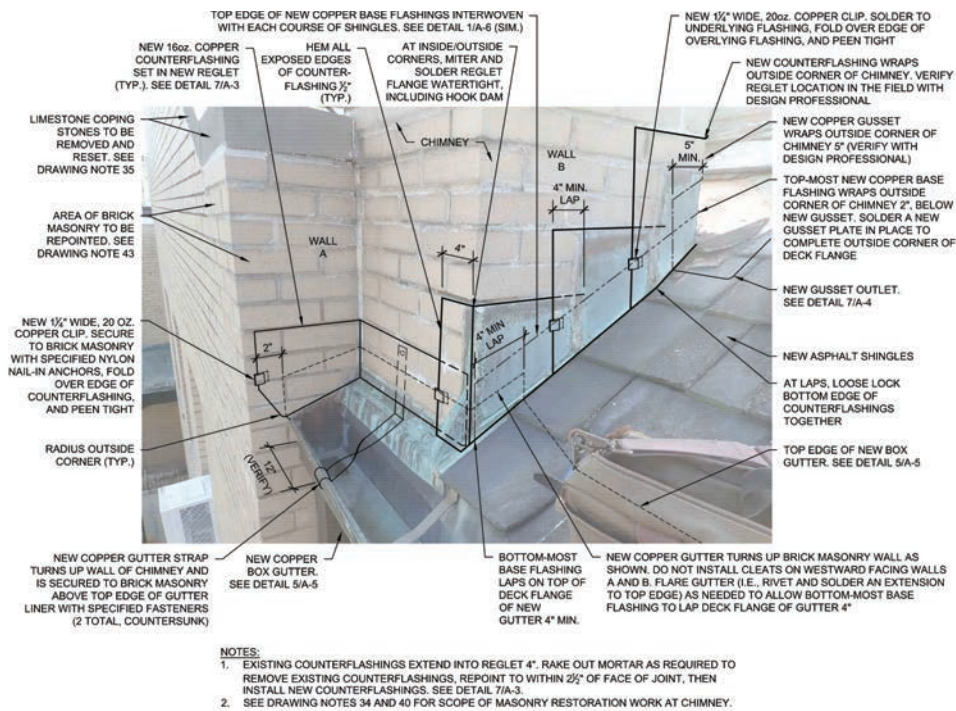 TOP EDGE OF NEW COPPER BASE FLASHINGS INTERWOVEN
WITH EACH COURSE OF SHINGLES. SEE DETAIL 1/A-6 (SIM.)
NEW 1¼" WIDE, 20oz. COPPER CLIP. SOLDER TO
UNDERLYING FLASHING, FOLD OVER EDGE OF
OVERLYING FLASHING, AND PEEN TIGHT
NEW 16oz. COPPER
COUNTERFLASHING
SET IN NEW REGLET
(TYP.). SEE DETAIL 7/A-3
HEM ALL
EXPOSED EDGES
OF COUNTER-
FLASHING ½"
(TYP.)
AT INSIDE/OUTSIDE
CORNERS, MITER AND
SOLDER REGLET
FLANGE WATERTIGHT,
INCLUDING HOOK DAM
NEW COUNTERFLASHING WRAPS
OUTSIDE CORNER OF CHIMNEY. VERIFY
REGLET LOCATION IN THE FIELD WITH
DESIGN PROFESSIONAL
LIMESTONE COPING
STONES TO BE
REMOVED AND
RESET. SEE
DRAWING NOTE 35
CHIMNEY
WALL
B
5"
MIN.
NEW COPPER GUSSET
WRAPS OUTSIDE CORNER OF
CHIMNEY 5" (VERIFY WITH
DESIGN PROFESSIONAL)
4" MIN.
LAP
TOP-MOST NEW COPPER BASE
FLASHING WRAPS OUTSIDE
CORNER OF CHIMNEY 2", BELOW
NEW GUSSET. SOLDER A NEW
GUSSET PLATE IN PLACE TO
COMPLETE OUTSIDE CORNER OF
DECK FLANGE
AREA OF BRICK
MASONRY TO BE
REPOINTED. SEE
DRAWING NOTE 43
WALL
A
4"
NEW GUSSET OUTLET.
SEE DETAIL 7/A-4
NEW 1¼" WIDE, 20 OZ.
COPPER CLIP. SECURE
TO BRICK MASONRY
WITH SPECIFIED NYLON
NAIL-IN ANCHORS, FOLD
OVER EDGE OF
COUNTERFLASHING,
AND PEEN TIGHT
2"
4" MIN
LAP
NEW ASPHALT SHINGLES
AT LAPS, LOOSE LOCK
BOTTOM EDGE OF
COUNTERFLASHINGS
TOGETHER
RADIUS OUTSIDE
CORNER (TYP.)
12"
(VERIFY)
TOP EDGE OF NEW BOX
GUTTER. SEE DETAIL 5/A-5
NEW COPPER GUTTER STRAP
TURNS UP WALL OF CHIMNEY AND
IS SECURED TO BRICK MASONRY
ABOVE TOP EDGE OF GUTTER
LINER WITH SPECIFIED FASTENERS
(2 TOTAL, COUNTERSUNK)
NEW COPPER
BOX GUTTER.
SEE DETAIL 5/A-5
BOTTOM-MOST
BASE FLASHING
LAPS ON TOP OF
DECK FLANGE
OF NEW
GUTTER 4" MIN.
NEW COPPER GUTTER TURNS UP BRICK MASONRY WALL AS
SHOWN. DO NOT INSTALL CLEATS ON WESTWARD FACING WALLS
A AND B. FLARE GUTTER (I.E., RIVET AND SOLDER AN EXTENSION
TO TOP EDGE) AS NEEDED TO ALLOW BOTTOM-MOST BASE
FLASHING TO LAP DECK FLANGE OF GUTTER 4"
NOTES:
1. EXISTING COUNTERFLASHINGS EXTEND INTO REGLET 4". RAKE OUT MORTAR AS REQUIRED TO
REMOVE EXISTING COUNTERFLASHINGS, REPOINT TO WITHIN 2½" OF FACE OF JOINT, THEN
INSTALL NEW COUNTERFLASHINGS. SEE DETAIL 7/A-3.
2. SEE DRAWING NOTES 34 AND 40 FOR SCOPE OF MASONRY RESTORATION WORK AT CHIMNEY.